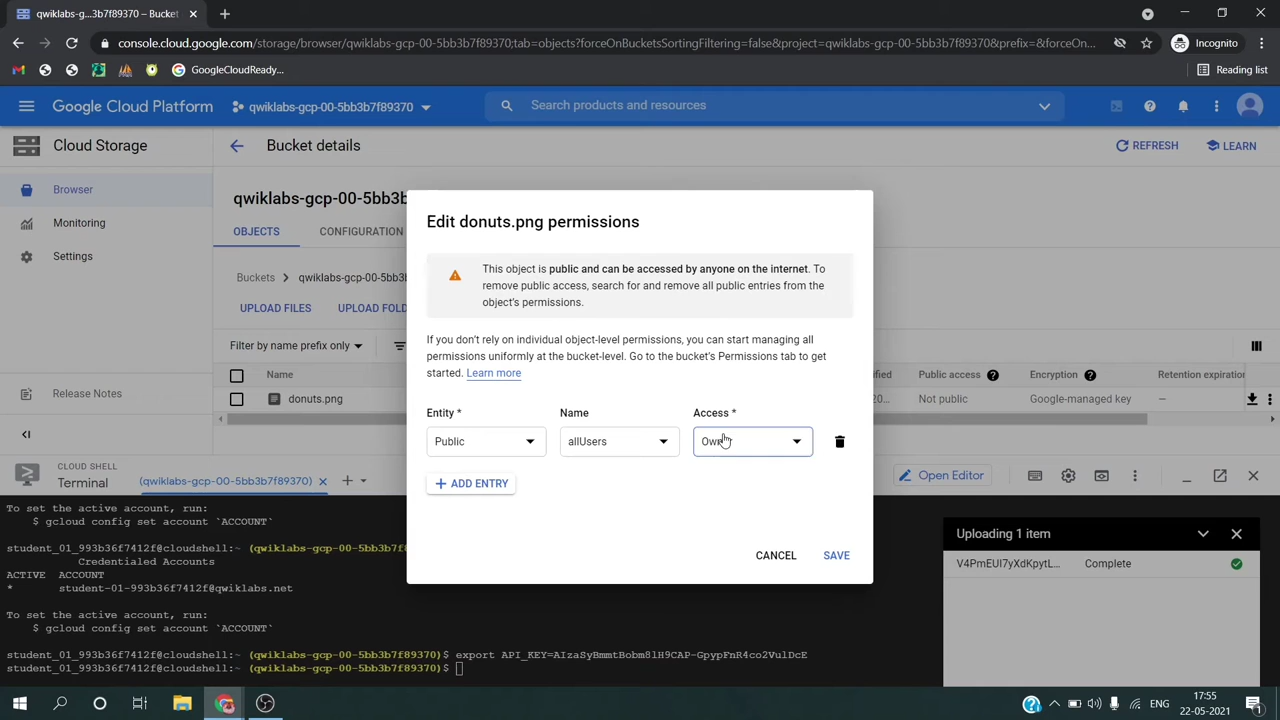 qwiklabs-gcp-00-5bb3b7f89370 – Buck
Incognito
console.cloud.google.com/storage/browser/qwiklabs-gcp-00-5bb3b7f89370;tab=objects?forceOnBucketsSortingFiltering=false&project=qwiklabs-gcp-00-5bb3b7f89370&prefix=&forceOn...
GoogleCloudReady...
Reading list
Google Cloud Platform
qwiklabs-gcp-00-5bb3b7f89370
Search products and resources
Cloud Storage
Bucket details
REFRESH
LEARN
Browser
Monitoring
Settings
Release Notes
qwiklabs-gcp-00-5bb3b
OBJECTS
CONFIGURATION
Buckets
qwiklabs-gcp-00-5bb3b7f
UPLOAD FILES
UPLOAD FOLD
Filter by name prefix only
Name
Public access
Encryption
Retention expiration
donuts.png
Google-managed key
—
Edit donuts.png permissions
This object is public and can be accessed by anyone on the internet. To
remove public access, search for and remove all public entries from the
object's permissions.
If you don't rely on individual object-level permissions, you can start managing all
permissions uniformly at the bucket-level. Go to the bucket's Permissions tab to get
started. Learn more
Entity *
Name
Access *
Public
allUsers
+ ADD ENTRY
CANCEL
SAVE
CLOUD SHELL
Terminal
(qwiklabs-gcp-00-5bb3b7f89370)
Open Editor
To set the active account, run:
$ gcloud config set account `ACCOUNT`
student_01_993b36f7412f@cloudshell:~ (qwiklabs-gcp-00-5bb3b7f8
Credentialed Accounts
ACTIVE ACCOUNT
* student-01-993b36f7412f@qwiklabs.net
To set the active account, run:
$ gcloud config set account `ACCOUNT`
student_01_993b36f7412f@cloudshell:~ (qwiklabs-gcp-00-5bb3b7f89370)$ export API_KEY=AIzaSyBmmtBobm8lH9CAP-GpypFnR4co2VulDcE
student_01_993b36f7412f@cloudshell:~ (qwiklabs-gcp-00-5bb3b7f89370)$
Uploading 1 item
V4PmEUI7yXdKpytL...
Complete
ENG
17:55
22-05-2021